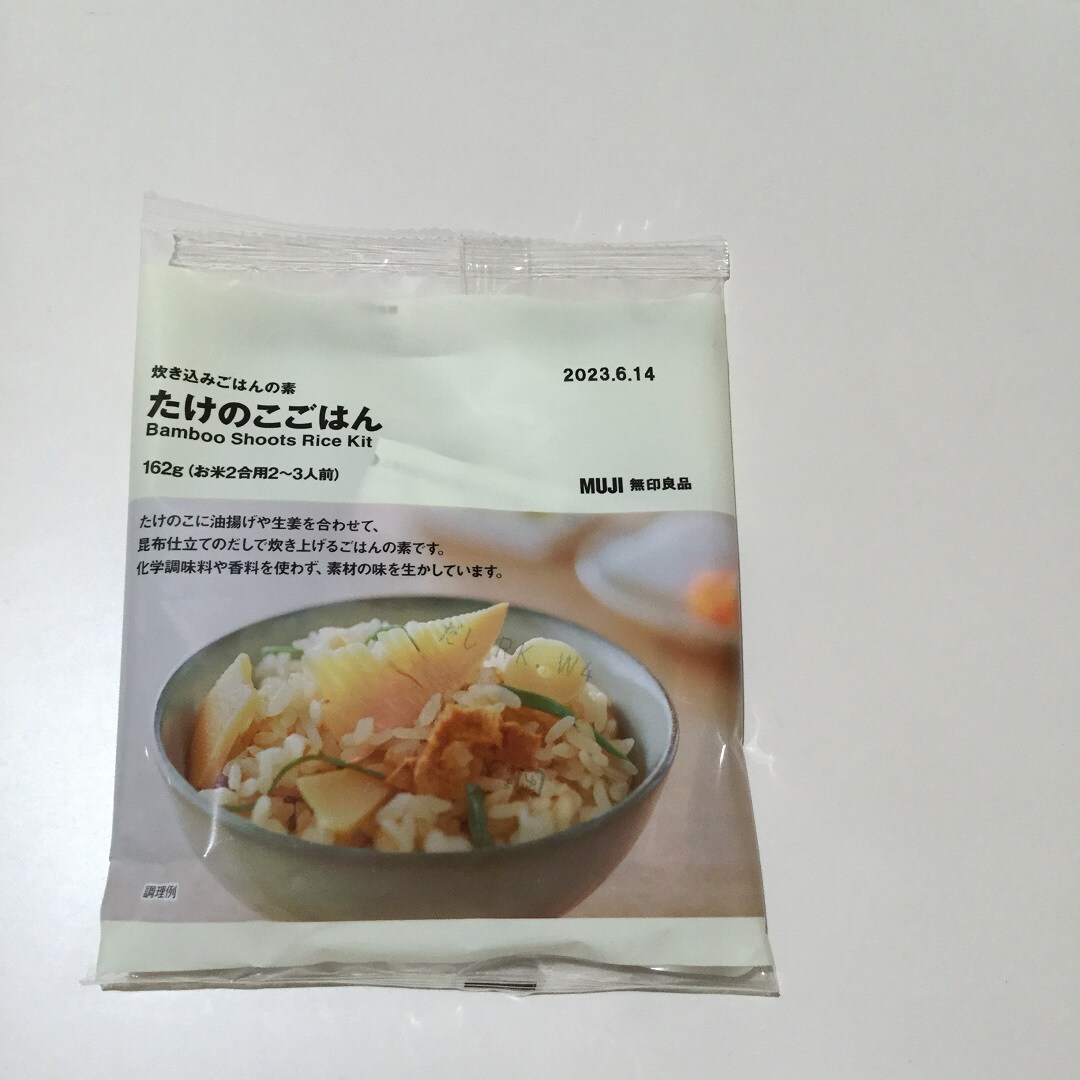 炊き込みごはんの素
たけのこごはん
Bamboo Shoots Rice Kit
2023.6.14
162g（お米2合用2～3人前）
MUJI 無印良品
たけのこに油揚げや生姜を合わせて、
昆布仕立てのだしで炊き上げるごはんの素です。
化学調味料や香料を使わず、素材の味を生かしています。
だし RK. W4
調理例